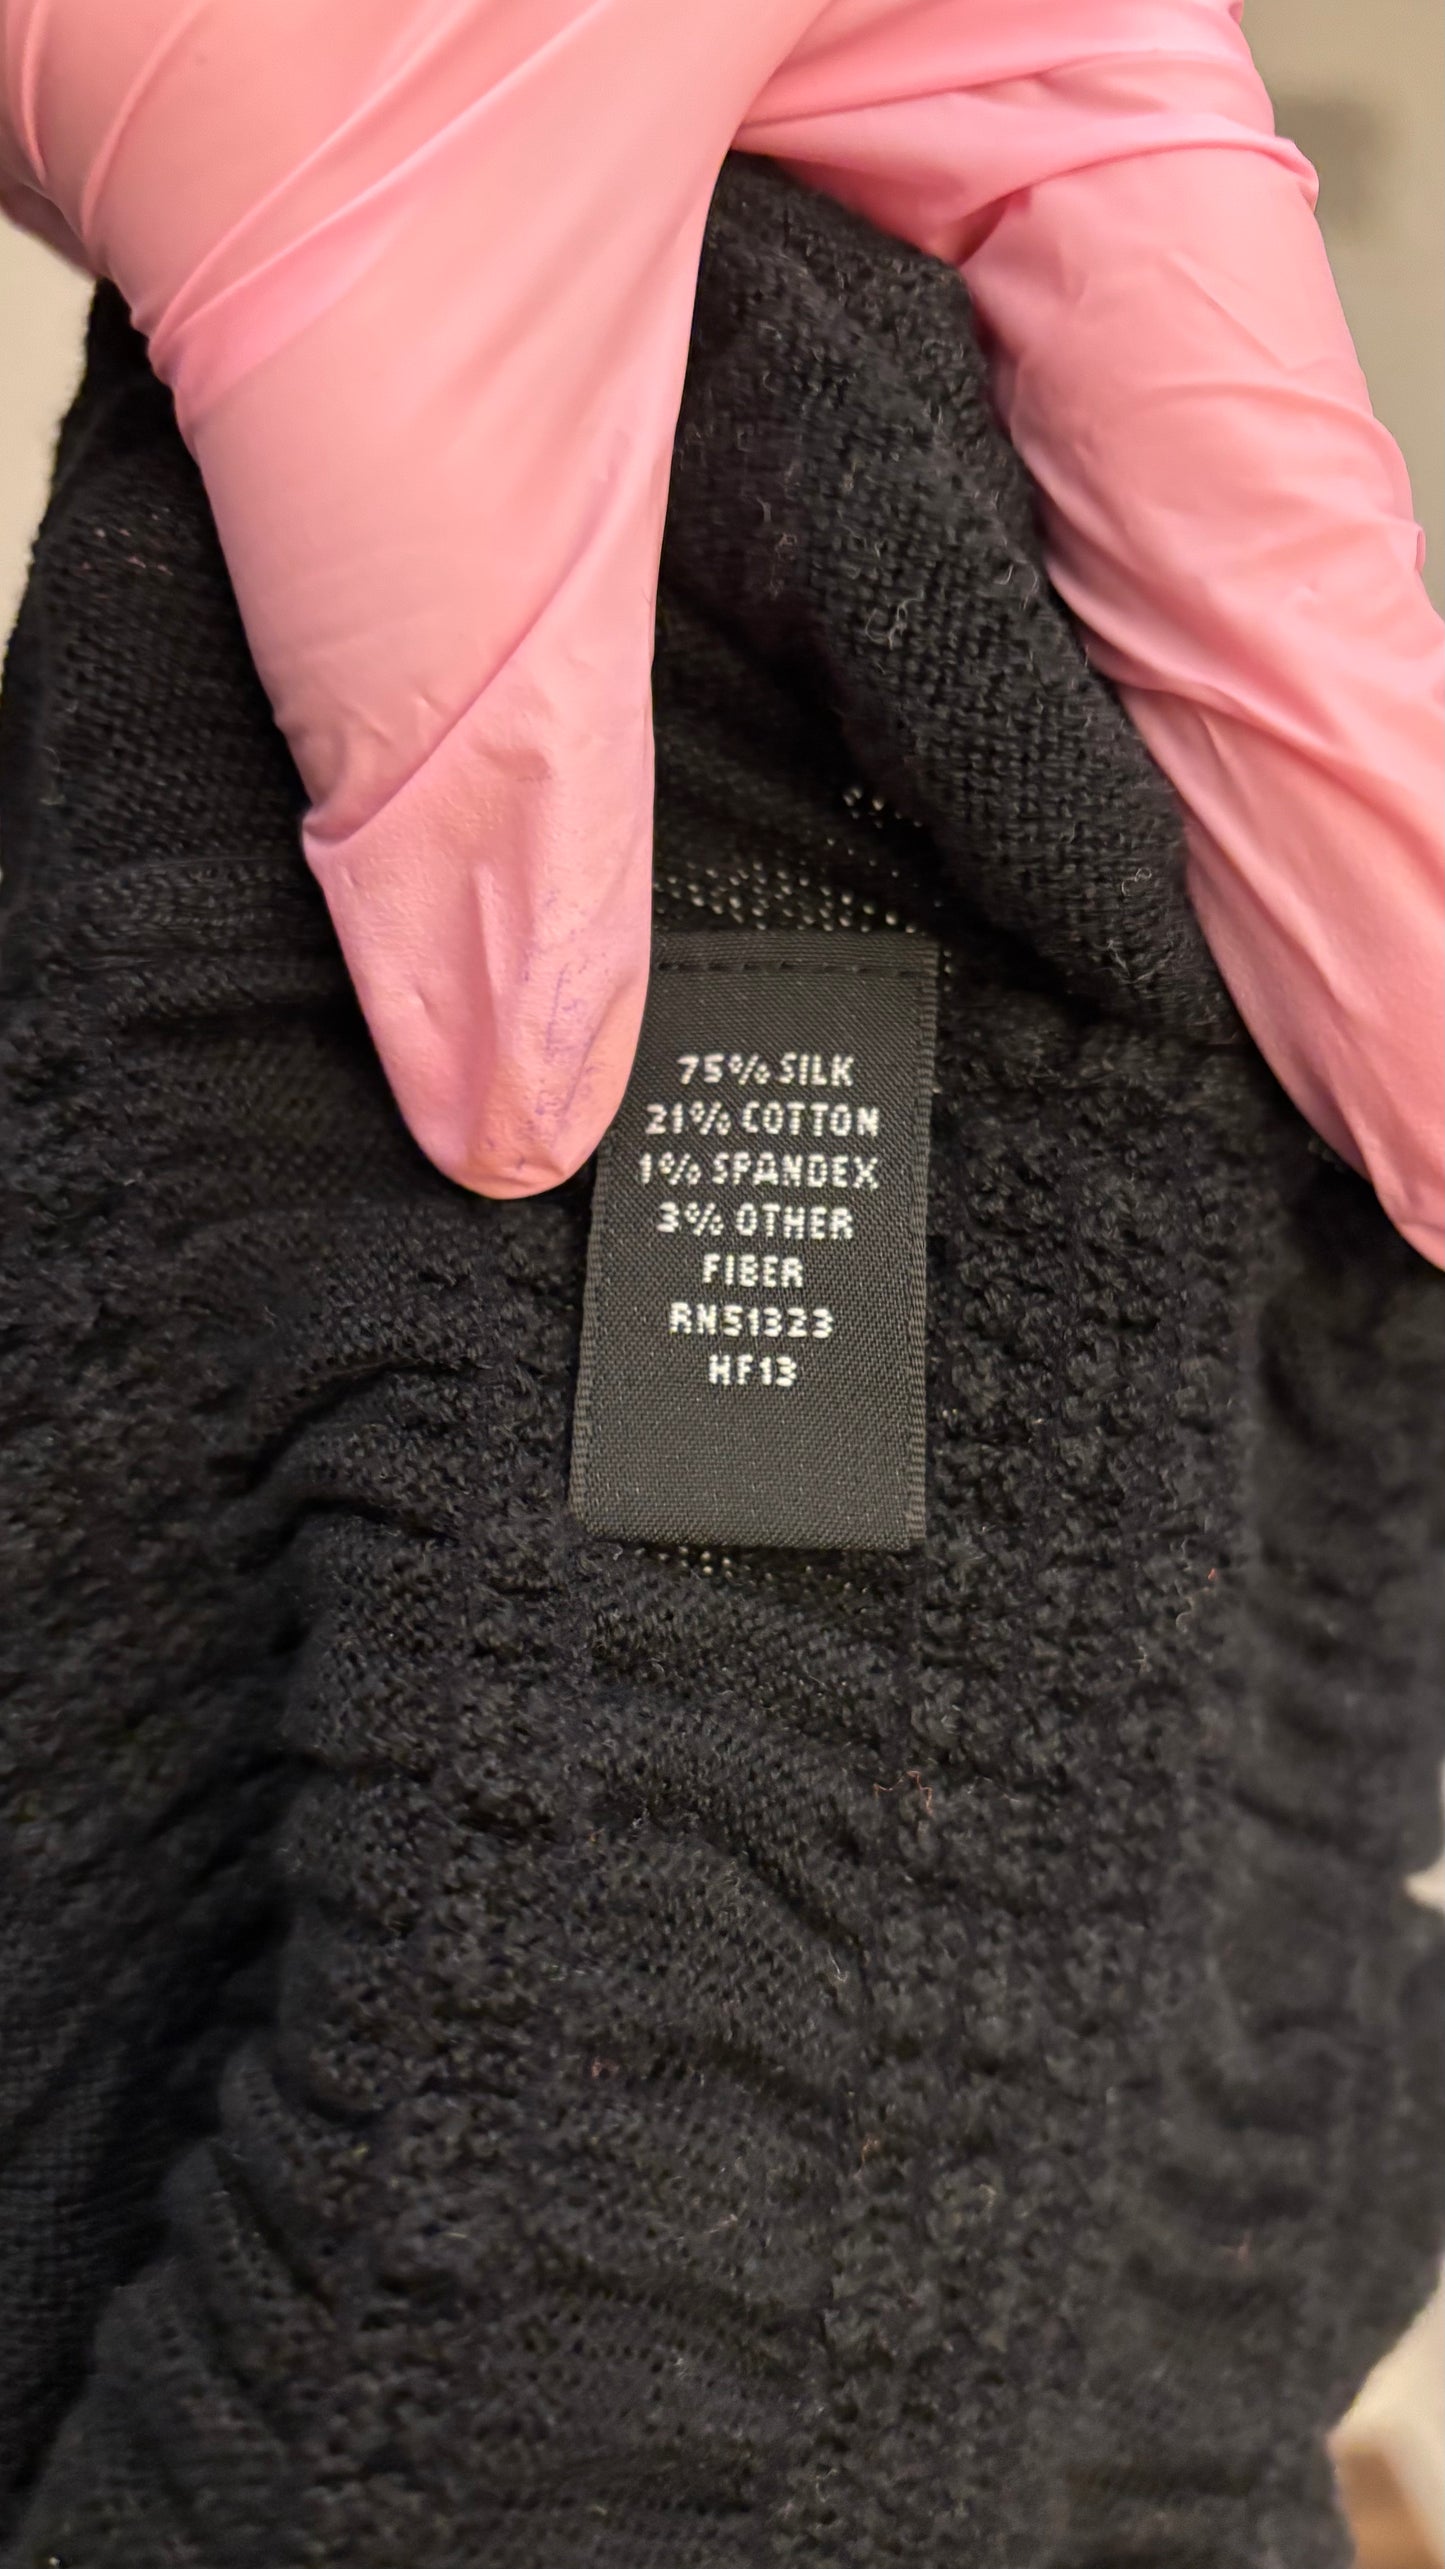 75% SILK
21% COTTON
1% SPANDEX
3% OTHER
FIBER
RN51323
HF13